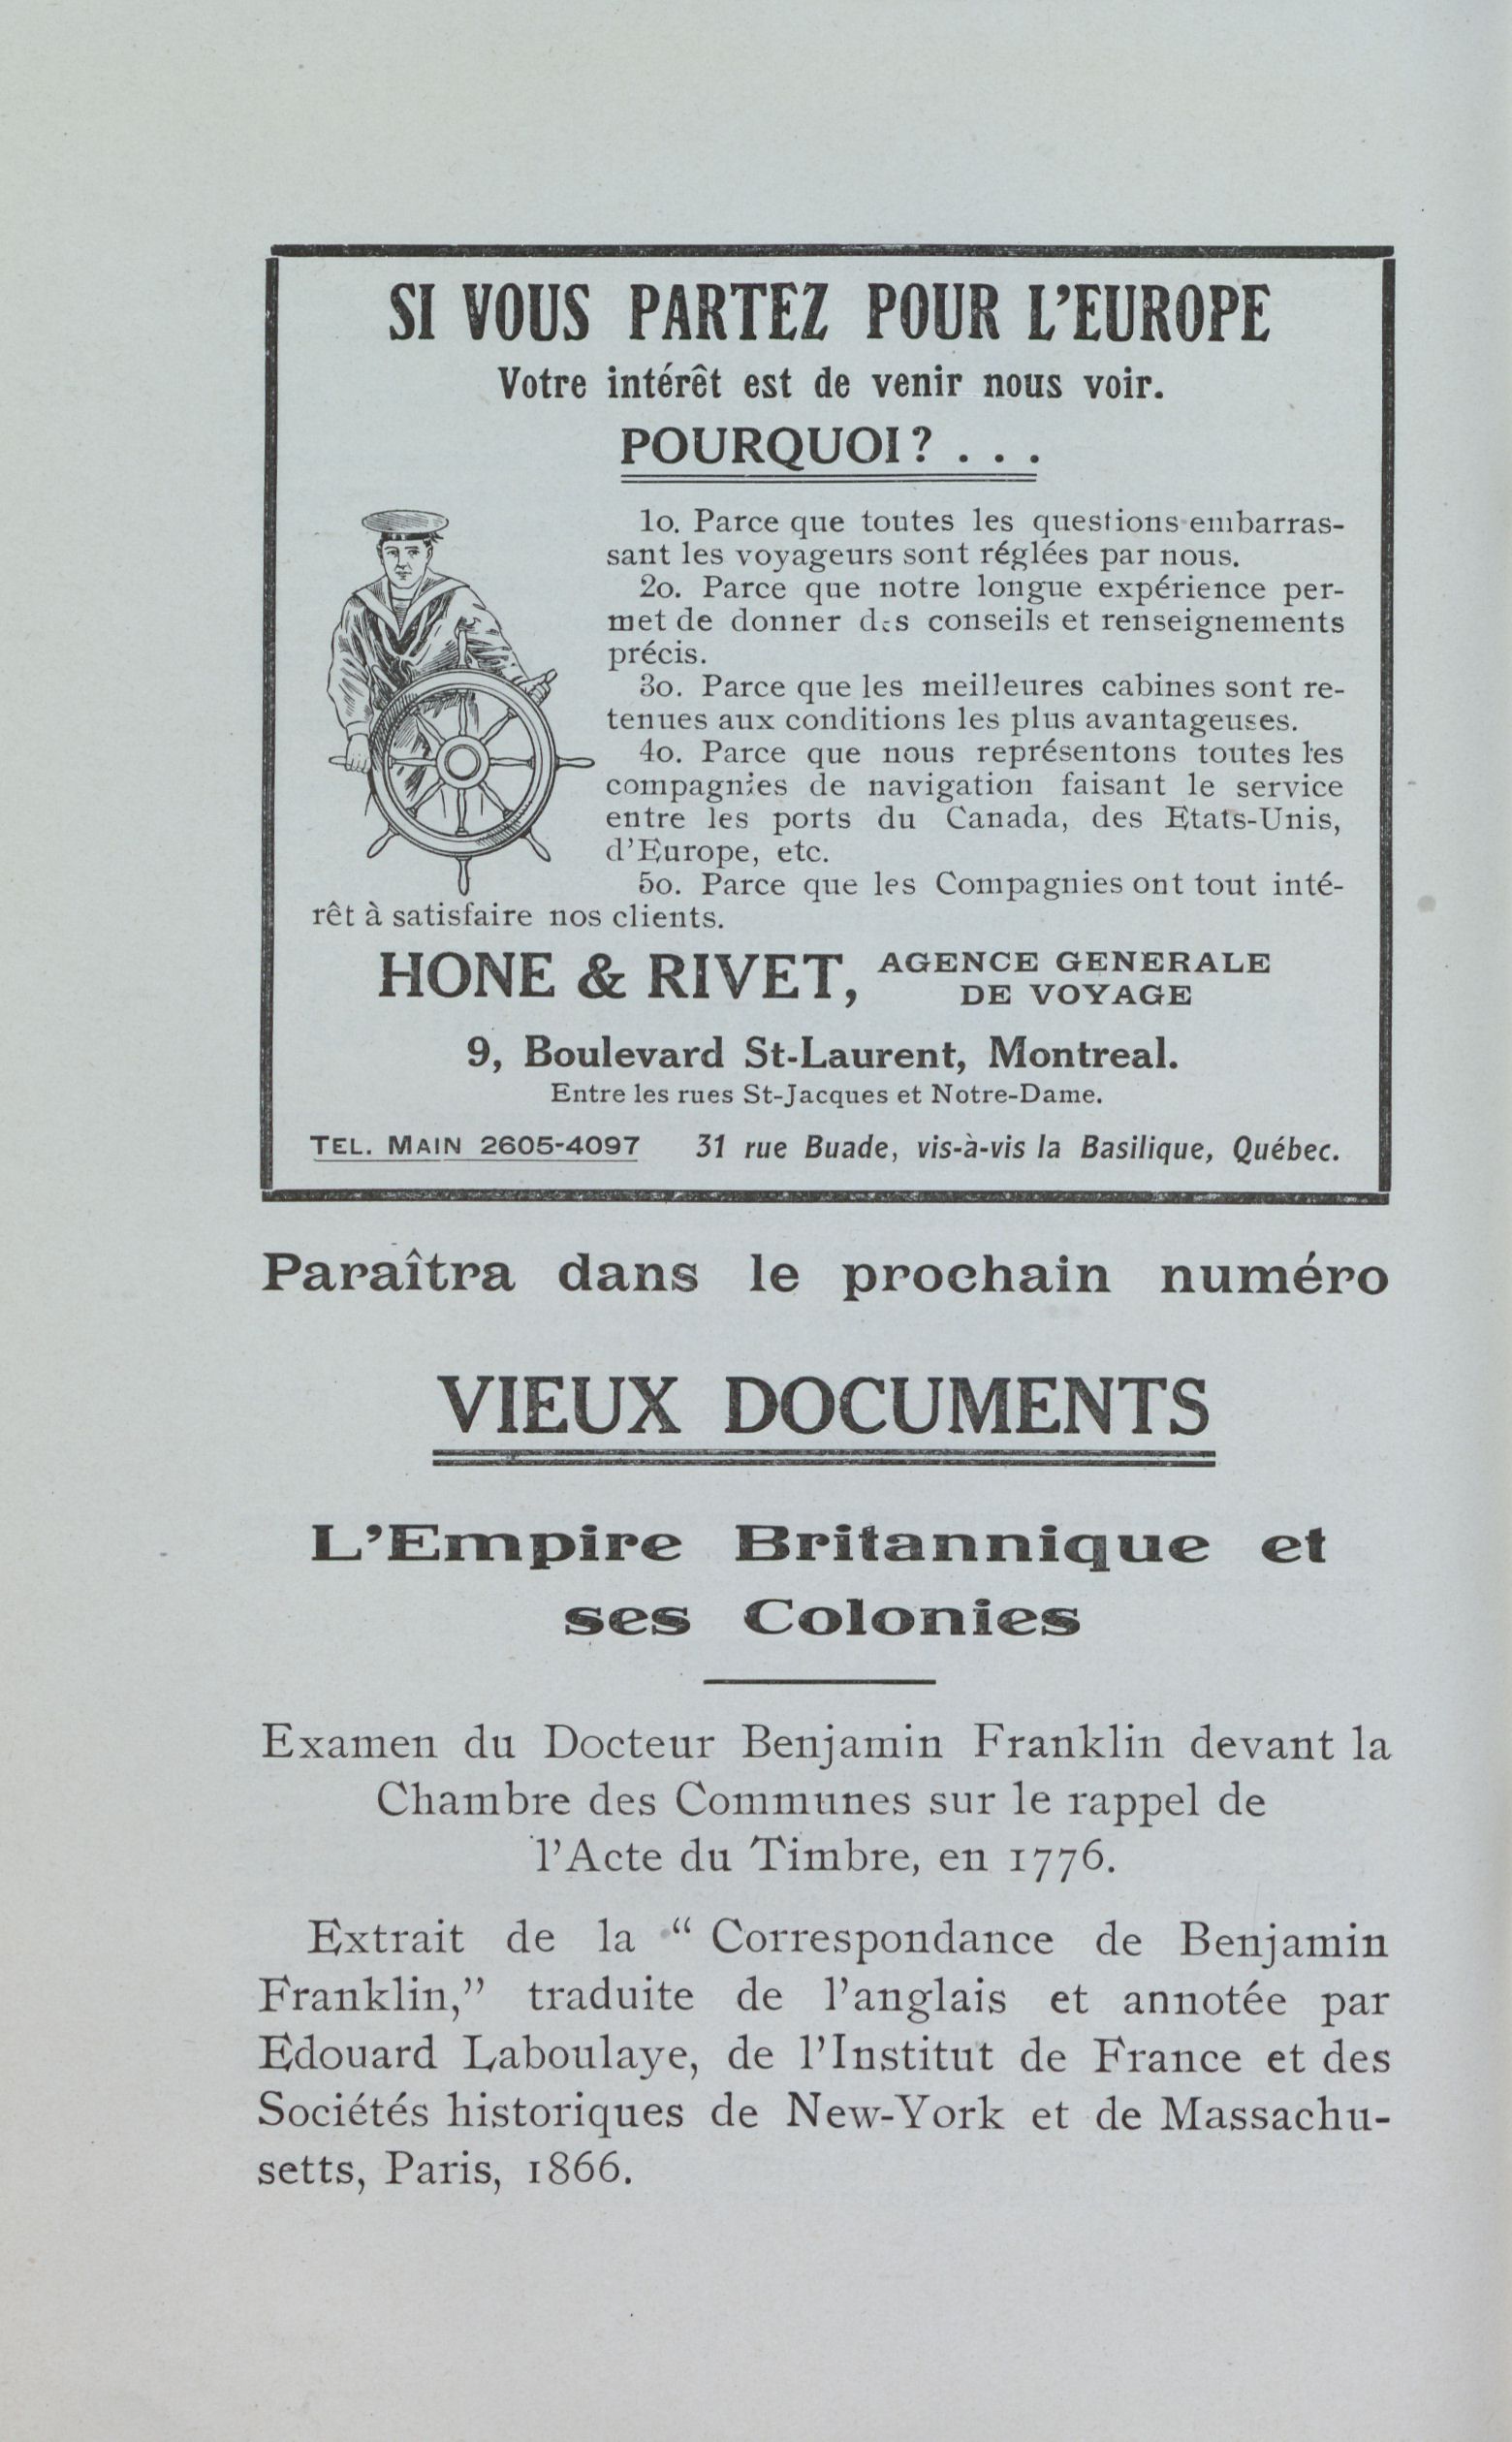 SI VOUS PARTEZ POUR L'EUROPE
Votre intérêt est de venir nous voir.
POURQUOI? . . .
1o. Parce que toutes les questions embarras-
sant les voyageurs sont réglées par nous.
2o. Parce que notre longue expérience per-
met de donner des conseils et renseignements
précis.
3o. Parce que les meilleures cabines sont re-
tenues aux conditions les plus avantageuses.
4o. Parce que nous représentons toutes les
compagnies de navigation faisant le service
entre les ports du Canada, des Etats-Unis,
d'Europe, etc.
5o. Parce que les Compagnies ont tout inté-
rêt à satisfaire nos clients.
HONE & RIVET, AGENCE GENERALE
DE VOYAGE
9, Boulevard St-Laurent, Montreal.
Entre les rues St-Jacques et Notre-Dame.
TEL. MAIN 2605-4097 31 rue Buade, vis-à-vis la Basilique, Québec.
Paraîtra dans le prochain numéro
VIEUX DOCUMENTS
L'Empire Britannique et
ses Colonies
Examen du Docteur Benjamin Franklin devant la
Chambre des Communes sur le rappel de
l'Acte du Timbre, en 1776.
Extrait de la “ Correspondance de Benjamin
Franklin,” traduite de l'anglais et annotée par
Edouard Laboulaye, de l'Institut de France et des
Sociétés historiques de New-York et de Massachu-
setts, Paris, 1866.